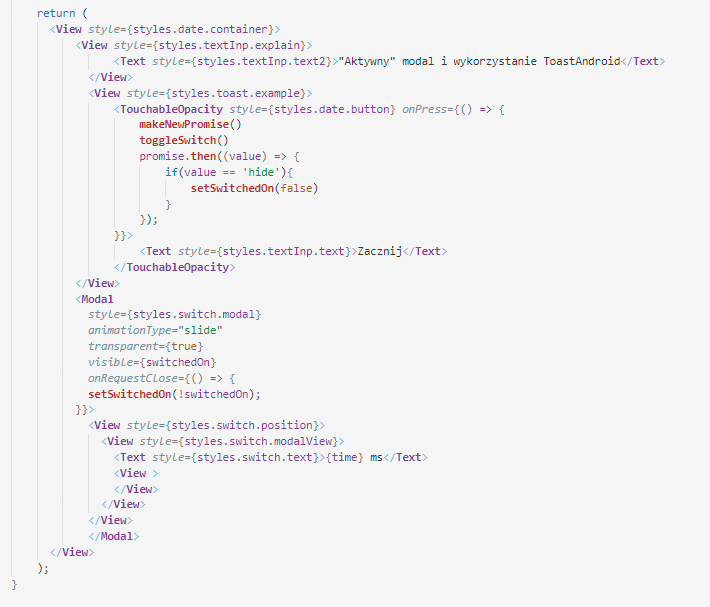 return (
<View style={styles.date.container}>
<View style={styles.textInp.explain}>
<Text style={styles.textInp.text2}>"Aktywny" modal i wykorzystanie ToastAndroid</Text>
</View>
<View style={styles.toast.example}>
<TouchableOpacity style={styles.date.button} onPress={() => {
makeNewPromise()
toggleSwitch()
promise.then((value) => {
if(value == 'hide'){
setSwitchedOn(false)
}
});
}}>
<Text style={styles.textInp.text}>Zacznij</Text>
</TouchableOpacity>
</View>
<Modal
style={styles.switch.modal}
animationType="slide"
transparent={true}
visible={switchedOn}
onRequestClose={() => {
setSwitchedOn(!switchedOn);
}}>
<View style={styles.switch.position}>
<View style={styles.switch.modalView}>
<Text style={styles.switch.text}>{time} ms</Text>
<View >
</View>
</View>
</View>
</Modal>
</View>
);
}